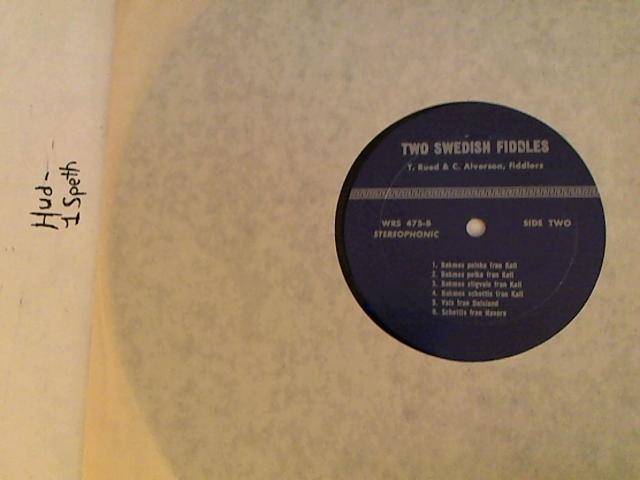 Hud-
1 Speth
TWO SWEDISH FIDDLES
T. Rued & C. Alverson, fiddlers
WRS 475-B
STEREOPHONIC
SIDE TWO
1. Bakmes polska fran Kall
2. Bakmes polka fran Kall
3. Bakmes stigvals fran Kall
4. Bakmes schottis fran Kall
5. Vals fran Dalsland
6. Schottis fran Havero